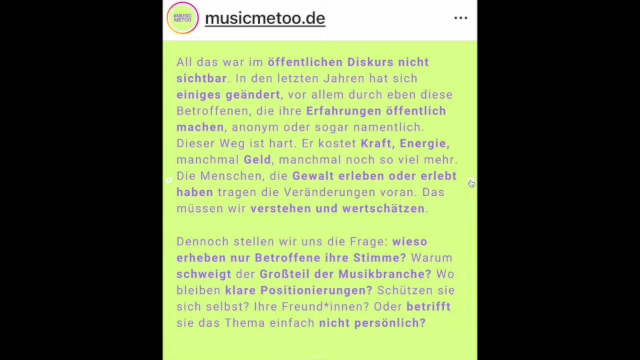 #MUSIC
METOO
musicmetoo.de
All das war im öffentlichen Diskurs nicht
sichtbar. In den letzten Jahren hat sich
einiges geändert, vor allem durch eben diese
Betroffenen, die ihre Erfahrungen öffentlich
machen, anonym oder sogar namentlich.
Dieser Weg ist hart. Er kostet Kraft, Energie,
manchmal Geld, manchmal noch so viel mehr.
Die Menschen, die Gewalt erleben oder erlebt
haben tragen die Veränderungen voran. Das
müssen wir verstehen und wertschätzen.
Dennoch stellen wir uns die Frage: wieso
erheben nur Betroffene ihre Stimme? Warum
schweigt der Großteil der Musikbranche? Wo
bleiben klare Positionierungen? Schützen sie
sich selbst? Ihre Freund*innen? Oder betrifft
sie das Thema einfach nicht persönlich?